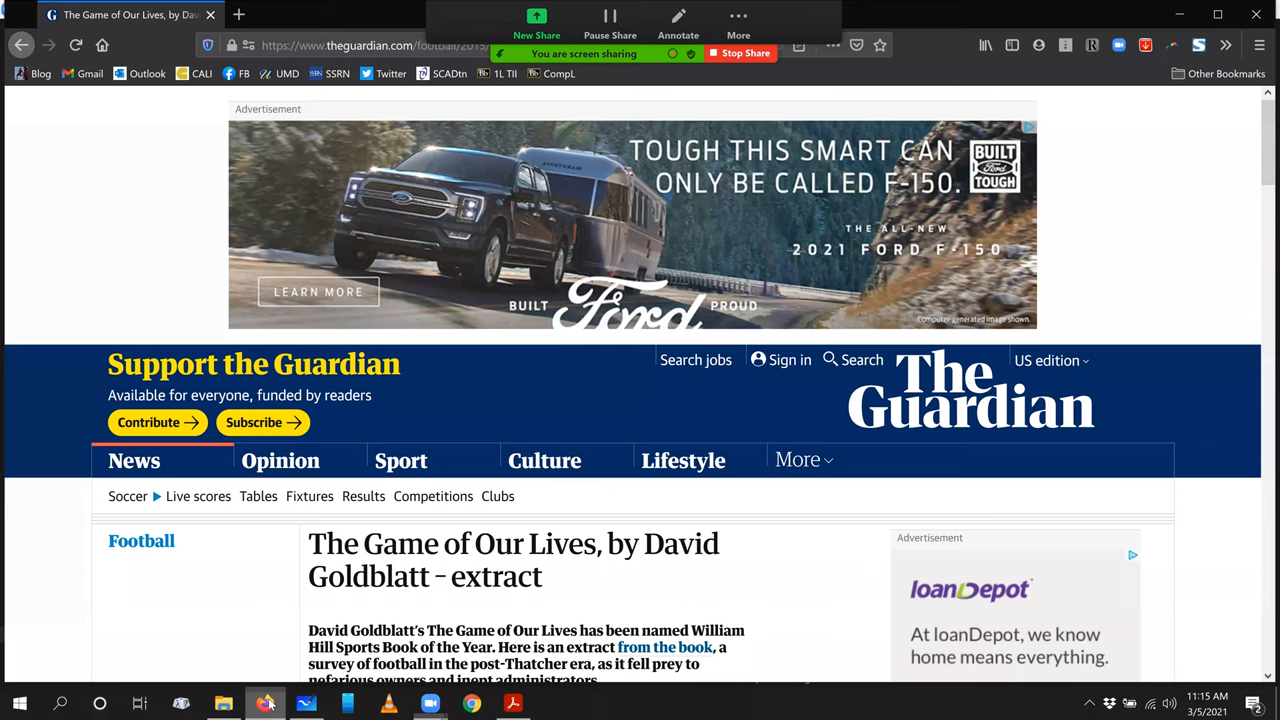 The Game of Our Lives, by Dav
New Share
Pause Share
Annotate
More
https://www.theguardian.com/football/2015/
You are screen sharing
Stop Share
Blog
Gmail
Outlook
CALI
FB
UMD
SSRN
Twitter
SCADtn
1L TII
CompL
Other Bookmarks
Advertisement
TOUGH THIS SMART CAN
ONLY BE CALLED F-150.
BUILT
Ford
TOUGH
THE ALL-NEW
2021 FORD F-150
LEARN MORE
BUILT Ford PROUD
Computer-generated image shown.
Support the Guardian
Available for everyone, funded by readers
Contribute →
Subscribe →
Search jobs
Sign in
Search
US edition
The
Guardian
News
Opinion
Sport
Culture
Lifestyle
More
Soccer
Live scores
Tables
Fixtures
Results
Competitions
Clubs
Football
The Game of Our Lives, by David
Goldblatt – extract
David Goldblatt's The Game of Our Lives has been named William
Hill Sports Book of the Year. Here is an extract from the book, a
survey of football in the post-Thatcher era, as it fell prey to
nefarious owners and inept administrators
Advertisement
loanDepot
At loanDepot, we know
home means everything.
11:15 AM
3/5/2021
2